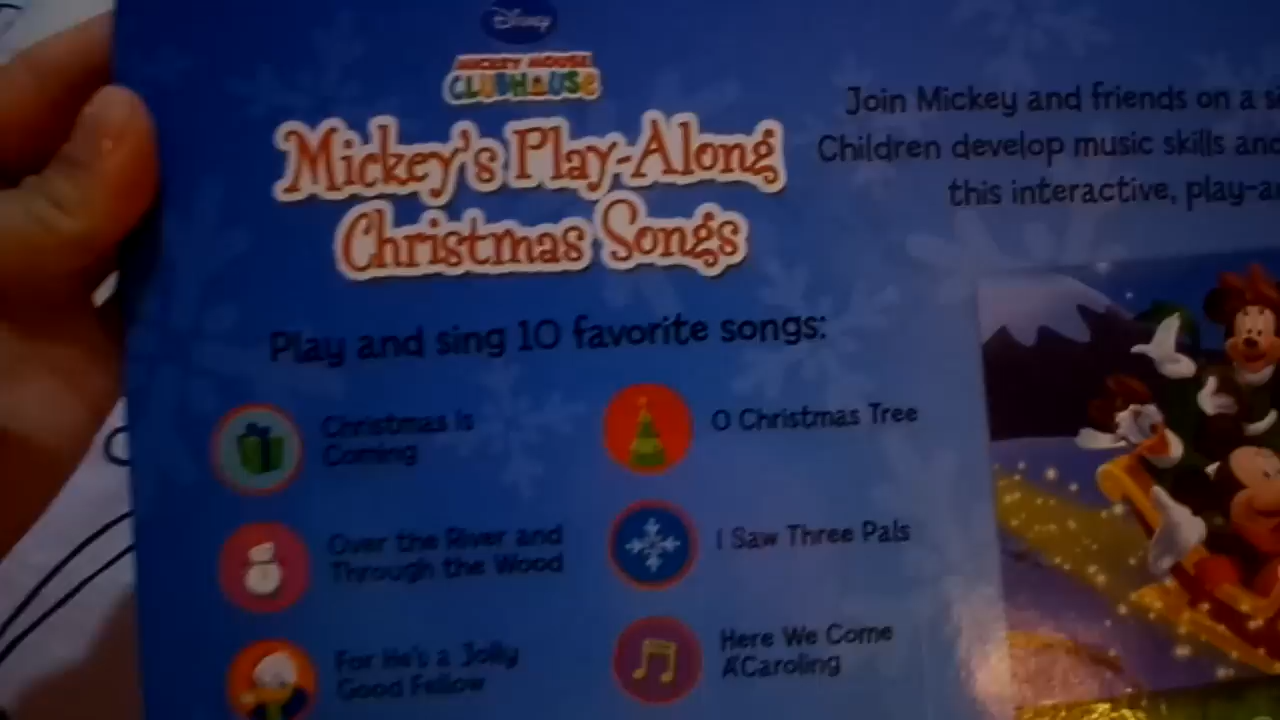 Disney
MICKEY MOUSE
CLUBHOUSE
Mickey's Play-Along
Christmas Songs
Join Mickey and friends on a
Children develop music skills and
this interactive,
Play and sing 10 favorite songs:
Christmas is
Coming
Over the River and
Through the Wood
For He's a Jolly
Good Fellow
O Christmas Tree
I Saw Three Pals
Here We Come
A'Caroling